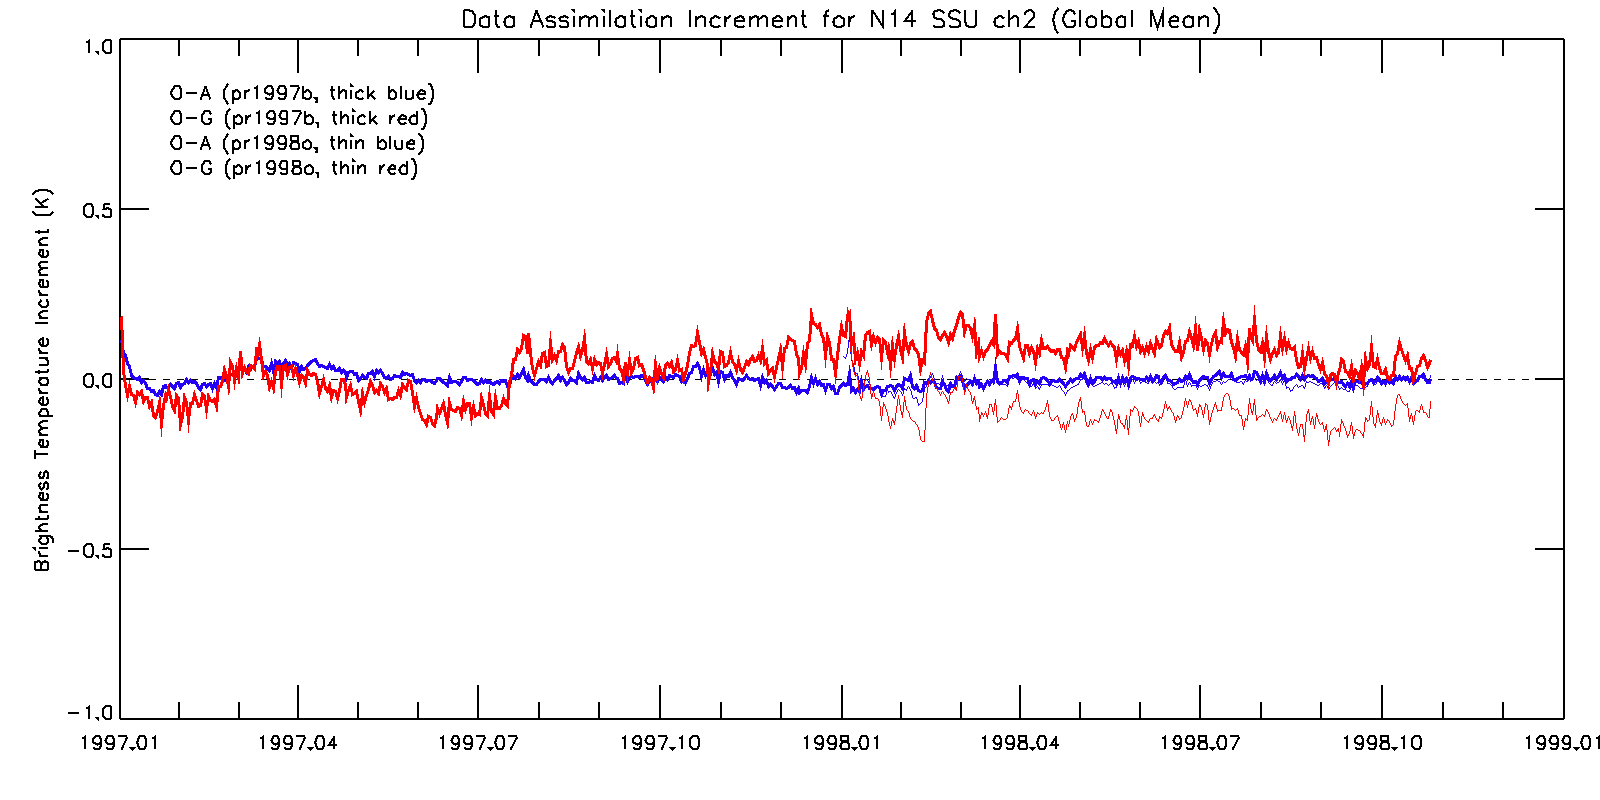 Data Assimilation Increment for N14 SSU ch2 (Global Mean)
1.0
O-A (pr1997b, thick blue)
O-G (pr1997b, thick red)
O-A (pr1998o, thin blue)
O-G (pr1998o, thin red)
0.5
0.0
-0.5
-1.0
Brightness Temperature Increment (K)
1997.01 1997.04 1997.07 1997.10 1998.01 1998.04 1998.07 1998.10 1999.01